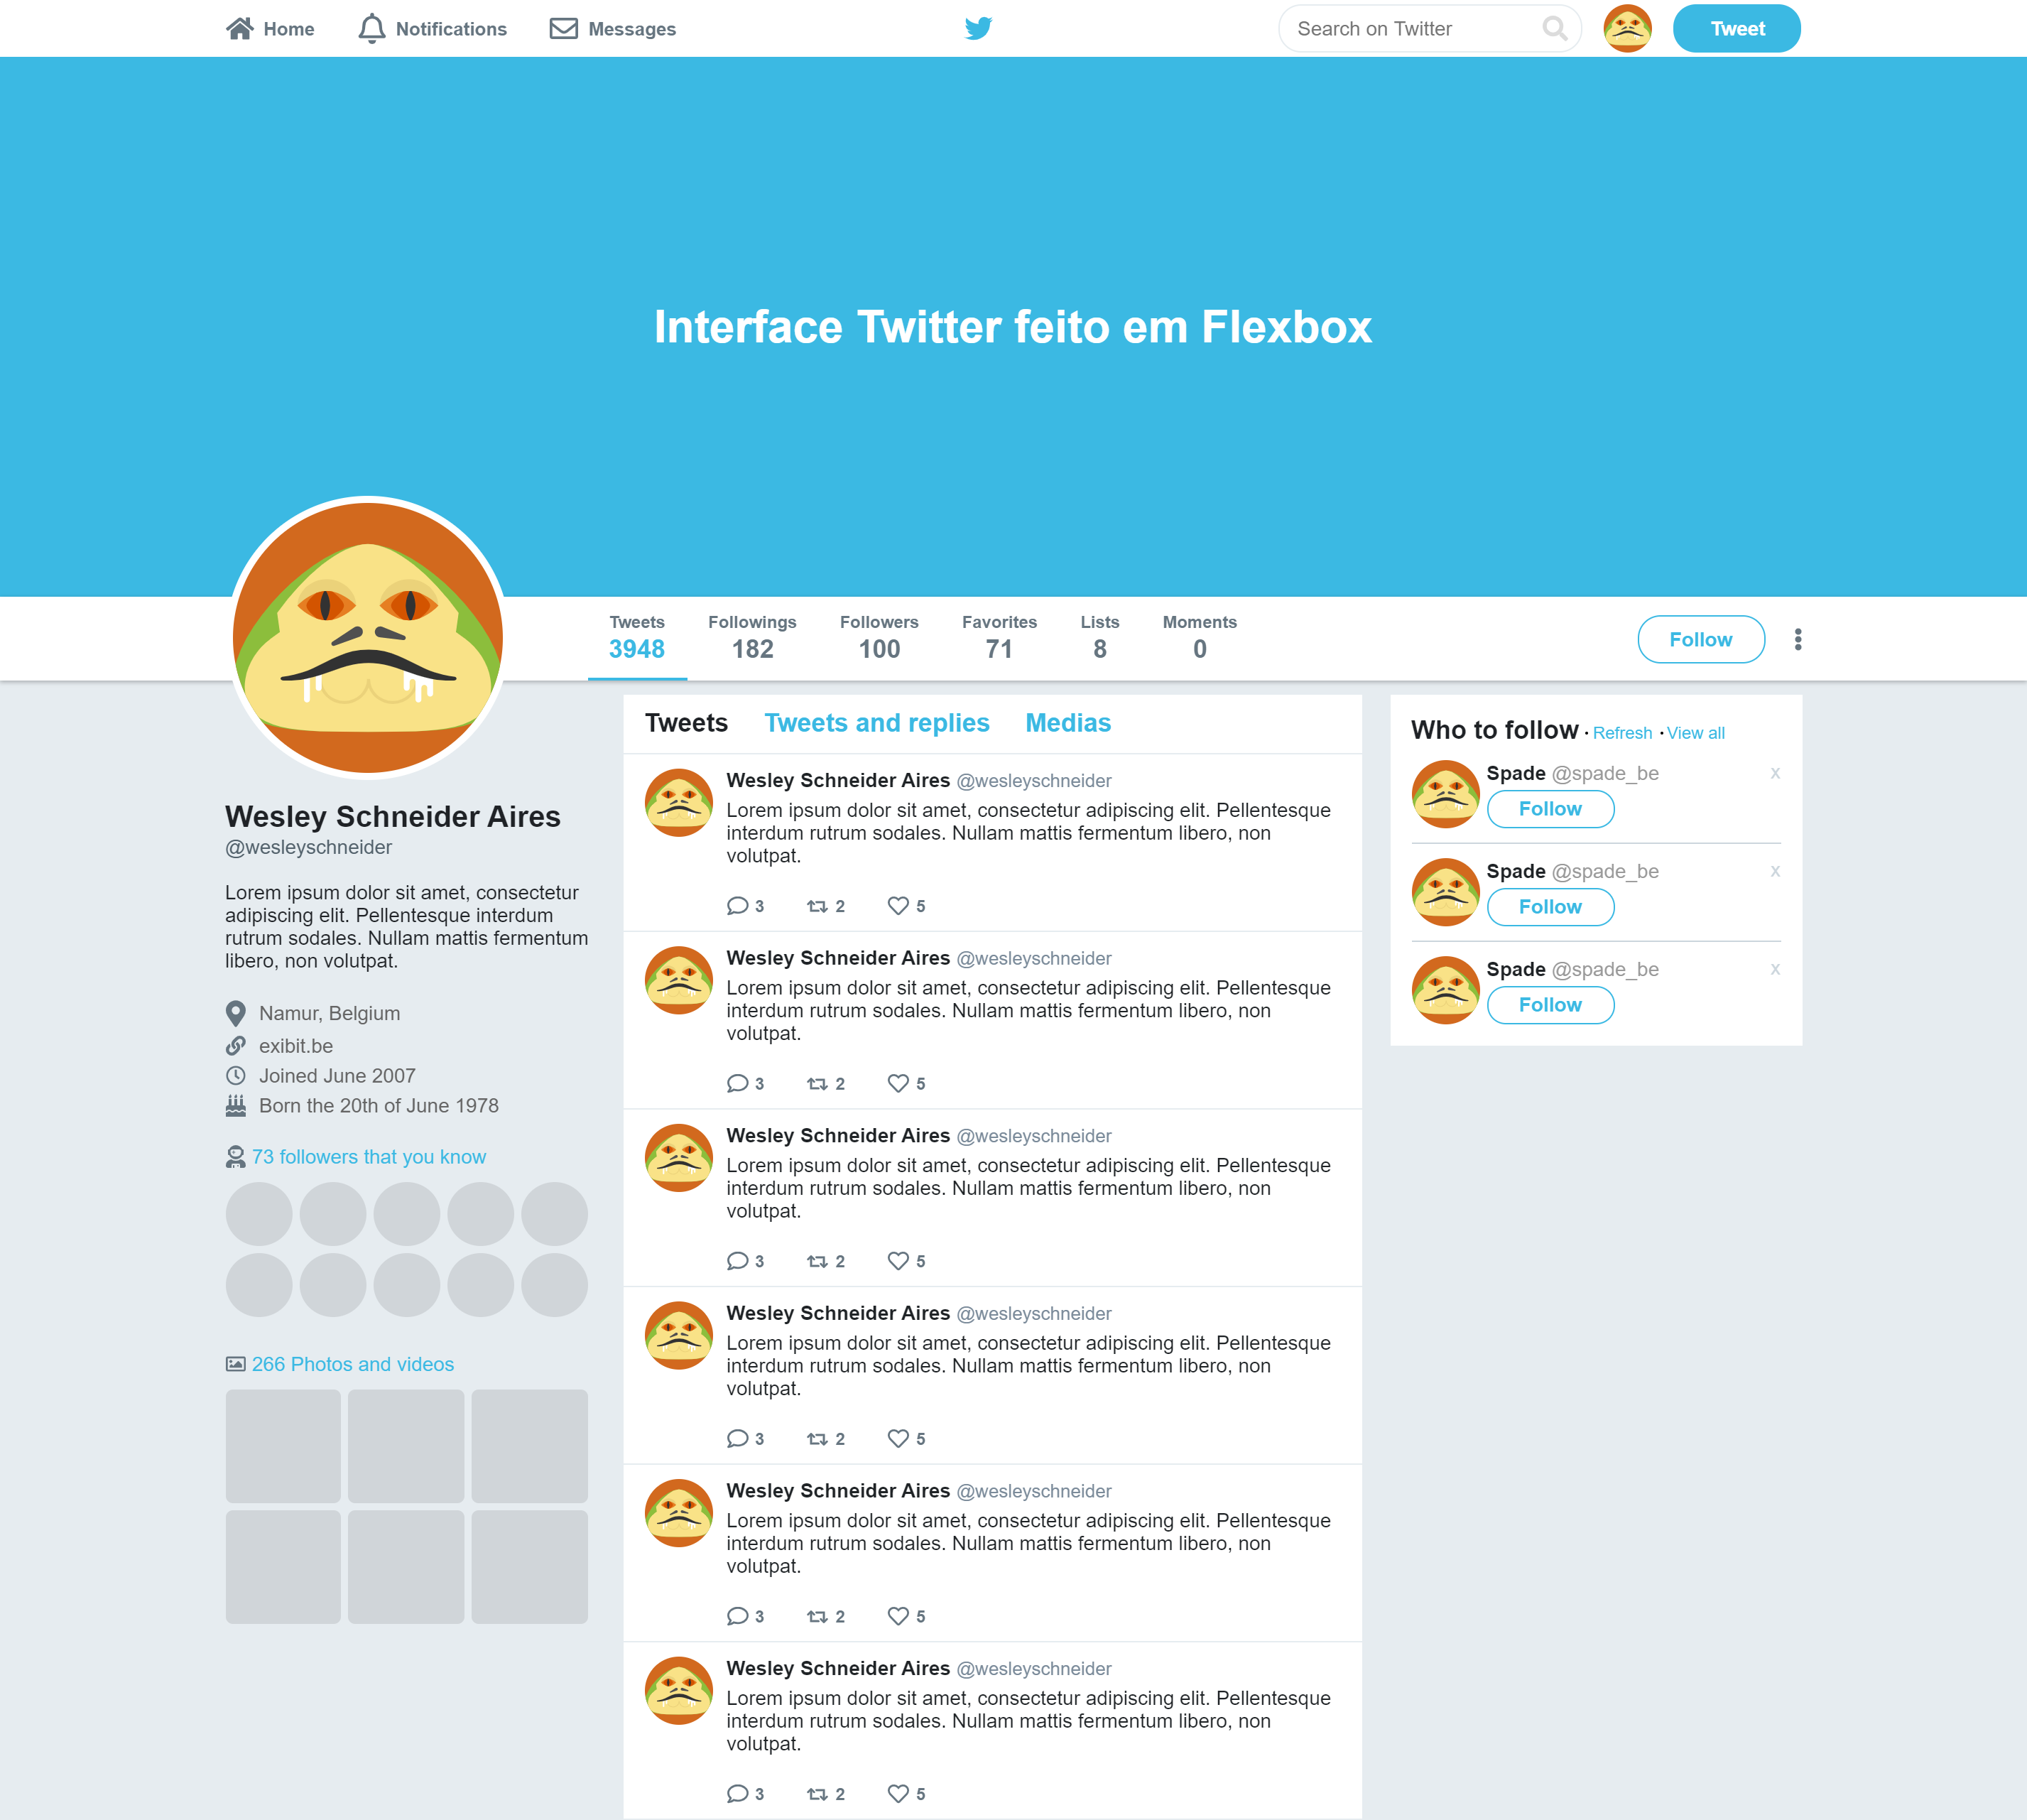 Home Notifications Messages Search on Twitter Tweet
Interface Twitter feito em Flexbox
Tweets Followings Followers Favorites Lists Moments
3948 182 100 71 8 0
Follow
Wesley Schneider Aires
@wesleyschneider
Lorem ipsum dolor sit amet, consectetur
adipiscing elit. Pellentesque interdum
rutrum sodales. Nullam mattis fermentum
libero, non volutpat.
Namur, Belgium
exibit.be
Joined June 2007
Born the 20th of June 1978
73 followers that you know
266 Photos and videos
Tweets Tweets and replies Medias
Wesley Schneider Aires @wesleyschneider
Lorem ipsum dolor sit amet, consectetur adipiscing elit. Pellentesque
interdum rutrum sodales. Nullam mattis fermentum libero, non
volutpat.
3 2 5
Wesley Schneider Aires @wesleyschneider
Lorem ipsum dolor sit amet, consectetur adipiscing elit. Pellentesque
interdum rutrum sodales. Nullam mattis fermentum libero, non
volutpat.
3 2 5
Wesley Schneider Aires @wesleyschneider
Lorem ipsum dolor sit amet, consectetur adipiscing elit. Pellentesque
interdum rutrum sodales. Nullam mattis fermentum libero, non
volutpat.
3 2 5
Wesley Schneider Aires @wesleyschneider
Lorem ipsum dolor sit amet, consectetur adipiscing elit. Pellentesque
interdum rutrum sodales. Nullam mattis fermentum libero, non
volutpat.
3 2 5
Wesley Schneider Aires @wesleyschneider
Lorem ipsum dolor sit amet, consectetur adipiscing elit. Pellentesque
interdum rutrum sodales. Nullam mattis fermentum libero, non
volutpat.
3 2 5
Wesley Schneider Aires @wesleyschneider
Lorem ipsum dolor sit amet, consectetur adipiscing elit. Pellentesque
interdum rutrum sodales. Nullam mattis fermentum libero, non
volutpat.
3 2 5
Who to follow · Refresh · View all
Spade @spade_be x
Follow
Spade @spade_be x
Follow
Spade @spade_be x
Follow